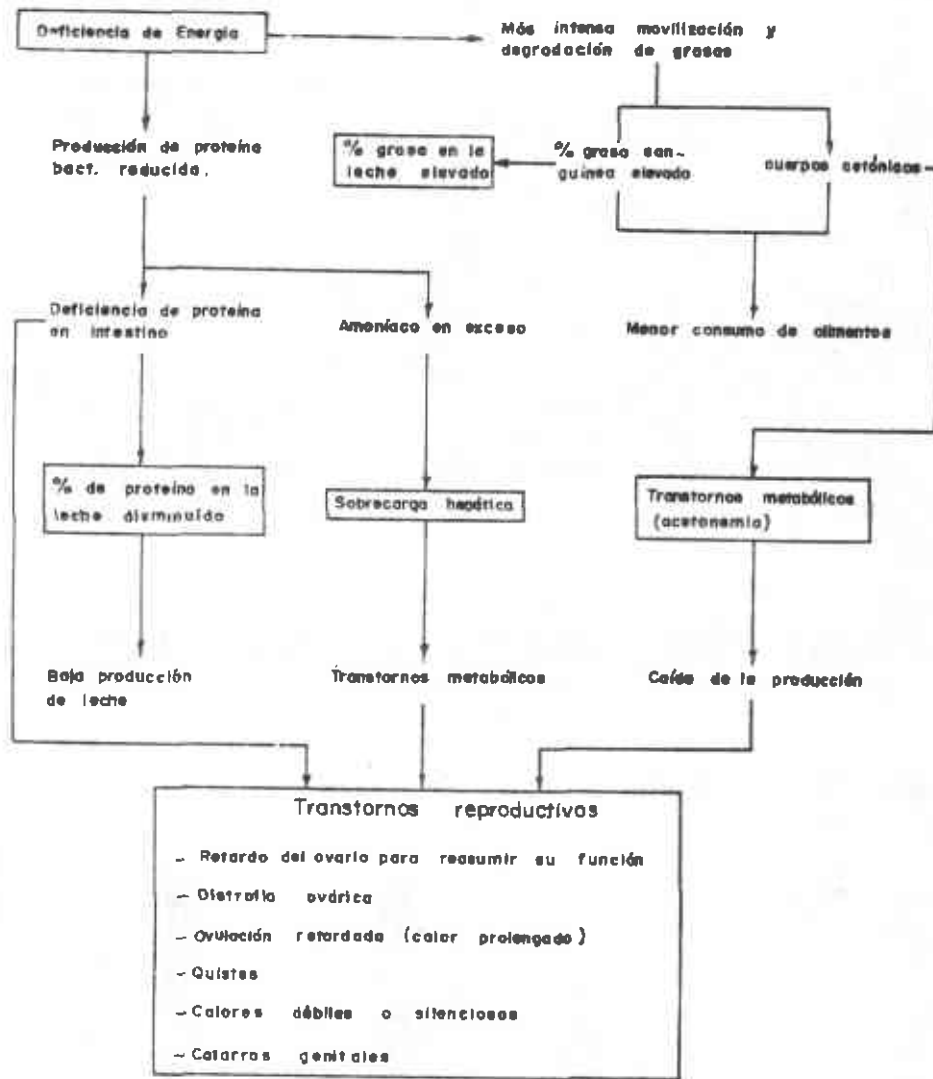 Deficiencia de Energía
Más intensa movilización y
degradación de grasas
Producción de proteína
bact. reducida.
% grasa en la
leche elevado
% grasa san-
guínea elevado
cuerpos cetónicos
Deficiencia de proteína
en intestino
Amoníaco en exceso
Menor consumo de alimentos
% de proteína en la
leche disminuído
Sobrecarga hepática
Transtornos metabólicos
(acetonemia)
Baja producción
de leche
Transtornos metabólicos
Caída de la producción
Transtornos reproductivos
- Retardo del ovario para reasumir su función
- Distrofia ovárica
- Ovulación retardada (calor prolongado)
- Quistes
- Calores débiles o silenciosos
- Catarros genitales